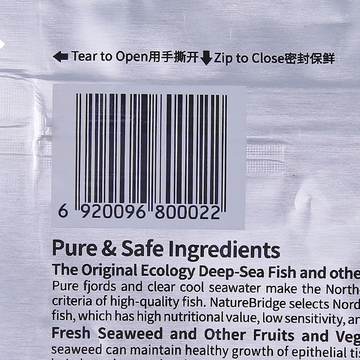 Tear to Open用手撕开 Zip to Close密封保鲜
6 920096 800022
Pure & Safe Ingredients
The Original Ecology Deep-Sea Fish and othe
Pure fjords and clear cool seawater make the North
criteria of high-quality fish. NatureBridge selects Nord
fish, which has high nutritional value, low sensitivity, an
Fresh Seaweed and Other Fruits and Veg
seaweed can maintain healthy growth of epithelial ti